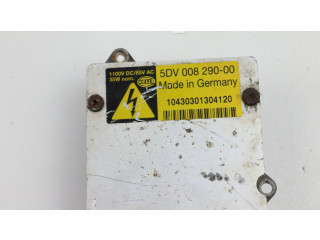 1100V DC/85V AC
35W nom.
HELLA
5DV 008 290-00
Made in Germany
10430301304120